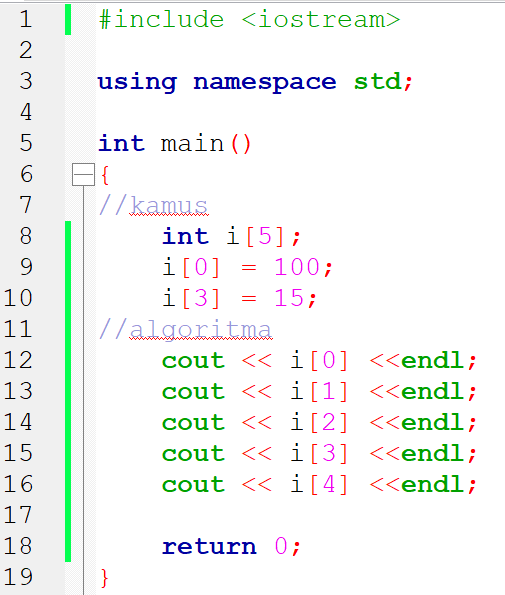 1 #include <iostream>
2
3 using namespace std;
4
5 int main()
6 {
7 //kamus
8     int i[5];
9     i[0] = 100;
10     i[3] = 15;
11 //algoritma
12     cout << i[0] <<endl;
13     cout << i[1] <<endl;
14     cout << i[2] <<endl;
15     cout << i[3] <<endl;
16     cout << i[4] <<endl;
17
18     return 0;
19 }